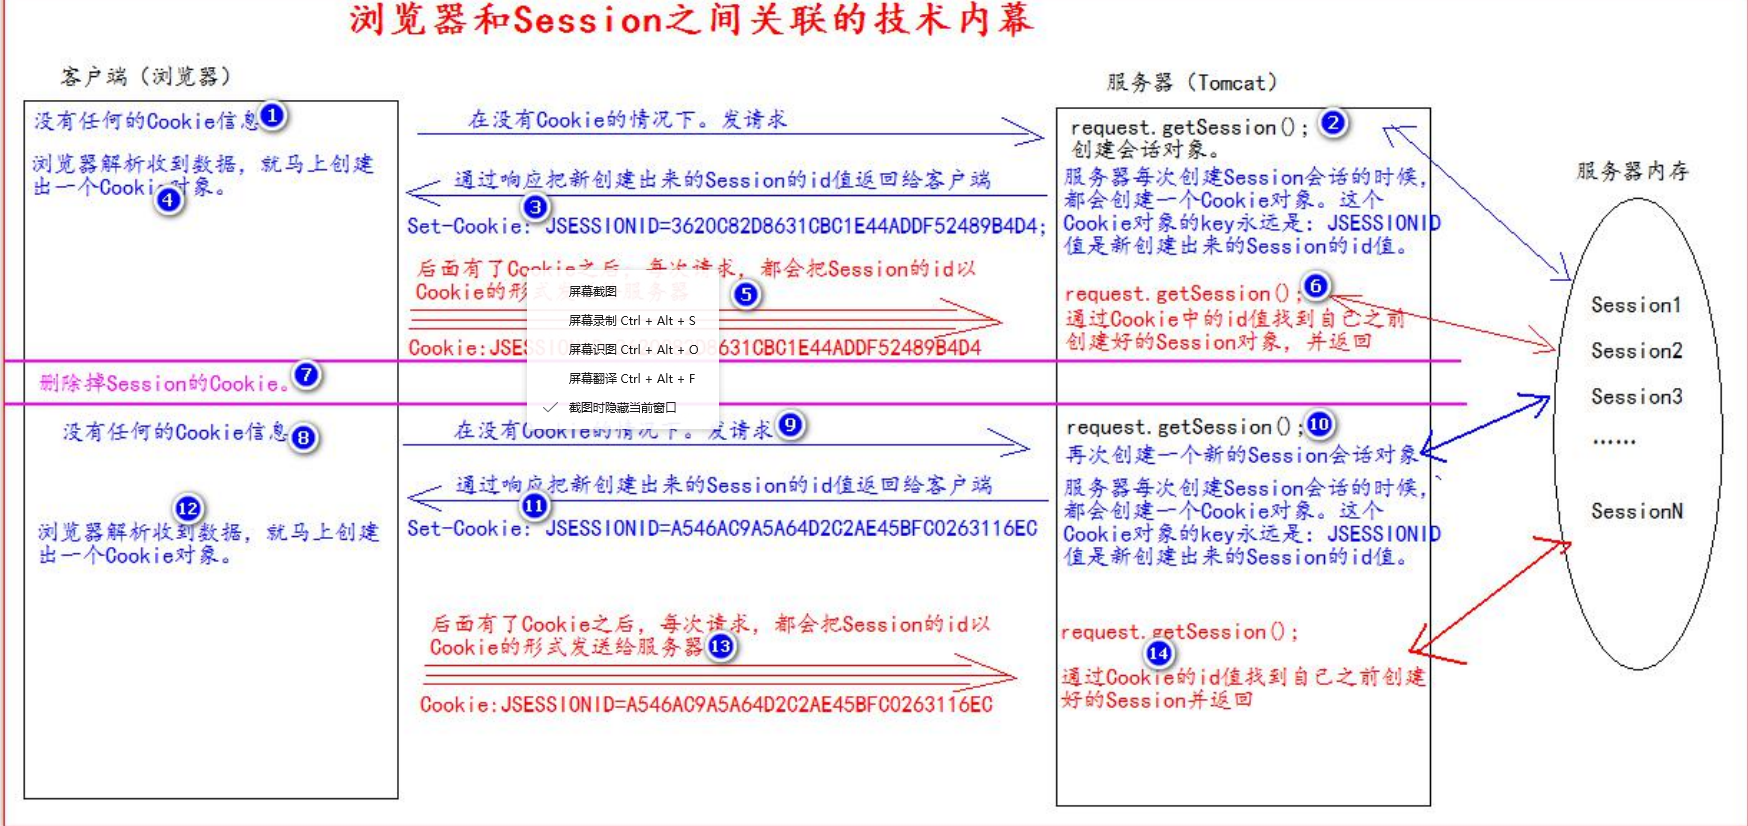 浏览器和Session之间关联的技术内幕
客户端（浏览器）
服务器（Tomcat）
服务器内存
没有任何的Cookie信息
1
在没有Cookie的情况下。发请求
request.getSession();
2
创建会话对象。
浏览器解析收到数据，就马上创建
出一个Cookie对象。
4
通过响应把新创建出来的Session的id值返回给客户端
3
Set-Cookie: JSESSIONID=3620C82D8631CBC1E44ADDF52489B4D4;
服务器每次创建Session会话的时候，
都会创建一个Cookie对象。这个
Cookie对象的key永远是：JSESSIONID
值是新创建出来的Session的id值。
后面有了Cookie之后，每次请求，都会把Session的id以
Cookie的形式 服务器
5
Cookie:JSES 8631CBC1E44ADDF52489B4D4
屏幕截图
屏幕录制 Ctrl + Alt + S
屏幕识图 Ctrl + Alt + O
屏幕翻译 Ctrl + Alt + F
截图时隐藏当前窗口
request.getSession();
6
通过Cookie中的id值找到自己之前
创建好的Session对象，并返回
Session1
Session2
Session3
......
SessionN
删除掉Session的Cookie。
7
没有任何的Cookie信息
8
在没有Cookie的情况下。发请求
9
request.getSession();
10
再次创建一个新的Session会话对象
通过响应把新创建出来的Session的id值返回给客户端
11
Set-Cookie: JSESSIONID=A546AC9A5A64D2C2AE45BFC0263116EC
服务器每次创建Session会话的时候，
都会创建一个Cookie对象。这个
Cookie对象的key永远是：JSESSIONID
值是新创建出来的Session的id值。
12
浏览器解析收到数据，就马上创建
出一个Cookie对象。
后面有了Cookie之后，每次请求，都会把Session的id以
Cookie的形式发送给服务器
13
Cookie:JSESSIONID=A546AC9A5A64D2C2AE45BFC0263116EC
request.getSession();
14
通过Cookie的id值找到自己之前创建
好的Session并返回